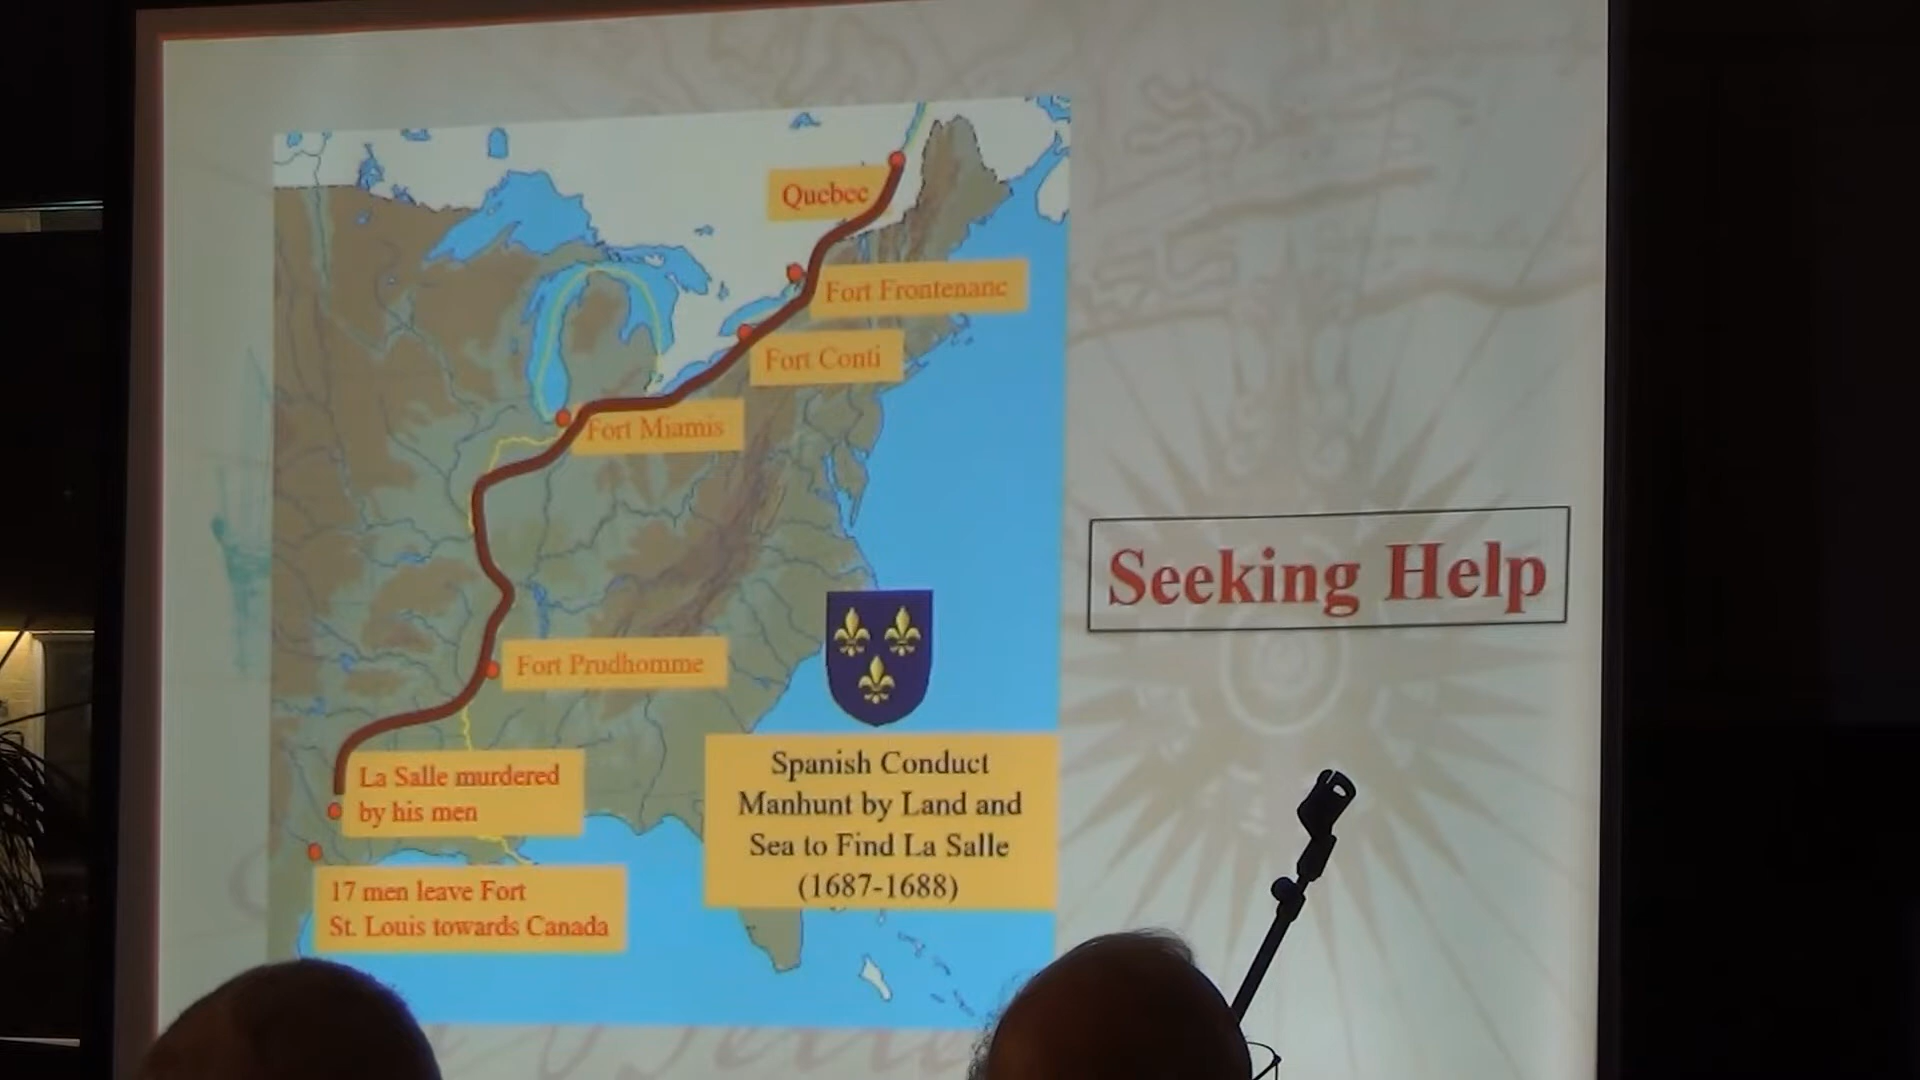 Quebec
Fort Frontenanc
Fort Conti
Fort Miamis
Seeking Help
Fort Prudhomme
La Salle murdered
by his men
Spanish Conduct
Manhunt by Land and
Sea to Find La Salle
(1687-1688)
17 men leave Fort
St. Louis towards Canada